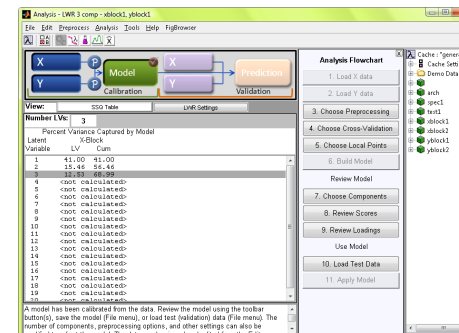 Analysis - LWR 3 comp - xblock1, yblock1
File Edit Preprocess Analysis Tools Help FigBrowser
X
P
Y
P
Model
Calibration
X
Y
Prediction
Validation
View:
SSQ Table
LWR Settings
Number LVs: 3
Percent Variance Captured by Model
Latent X-Block
Variable LV Cum
1 41.00 41.00
2 15.46 56.46
3 12.53 68.99
4 <not calculated>
5 <not calculated>
6 <not calculated>
7 <not calculated>
8 <not calculated>
9 <not calculated>
10 <not calculated>
11 <not calculated>
12 <not calculated>
13 <not calculated>
14 <not calculated>
15 <not calculated>
16 <not calculated>
17 <not calculated>
18 <not calculated>
19 <not calculated>
20 <not calculated>
A model has been calibrated from the data. Review the model using the toolbar
button(s), save the model (File menu), or load test (validation) data (File menu). The
number of components, preprocessing options, and other settings can also be
Analysis Flowchart
1. Load X data
2. Load Y data
3. Choose Preprocessing
4. Choose Cross-Validation
5. Choose Local Points
6. Build Model
Review Model
7. Choose Components
8. Review Scores
9. Review Loadings
Use Model
10. Load Test Data
11. Apply Model
Cache : "gener
Cache Setti
Demo Data
arch
spec1
test1
xblock1
xblock2
yblock1
yblock2